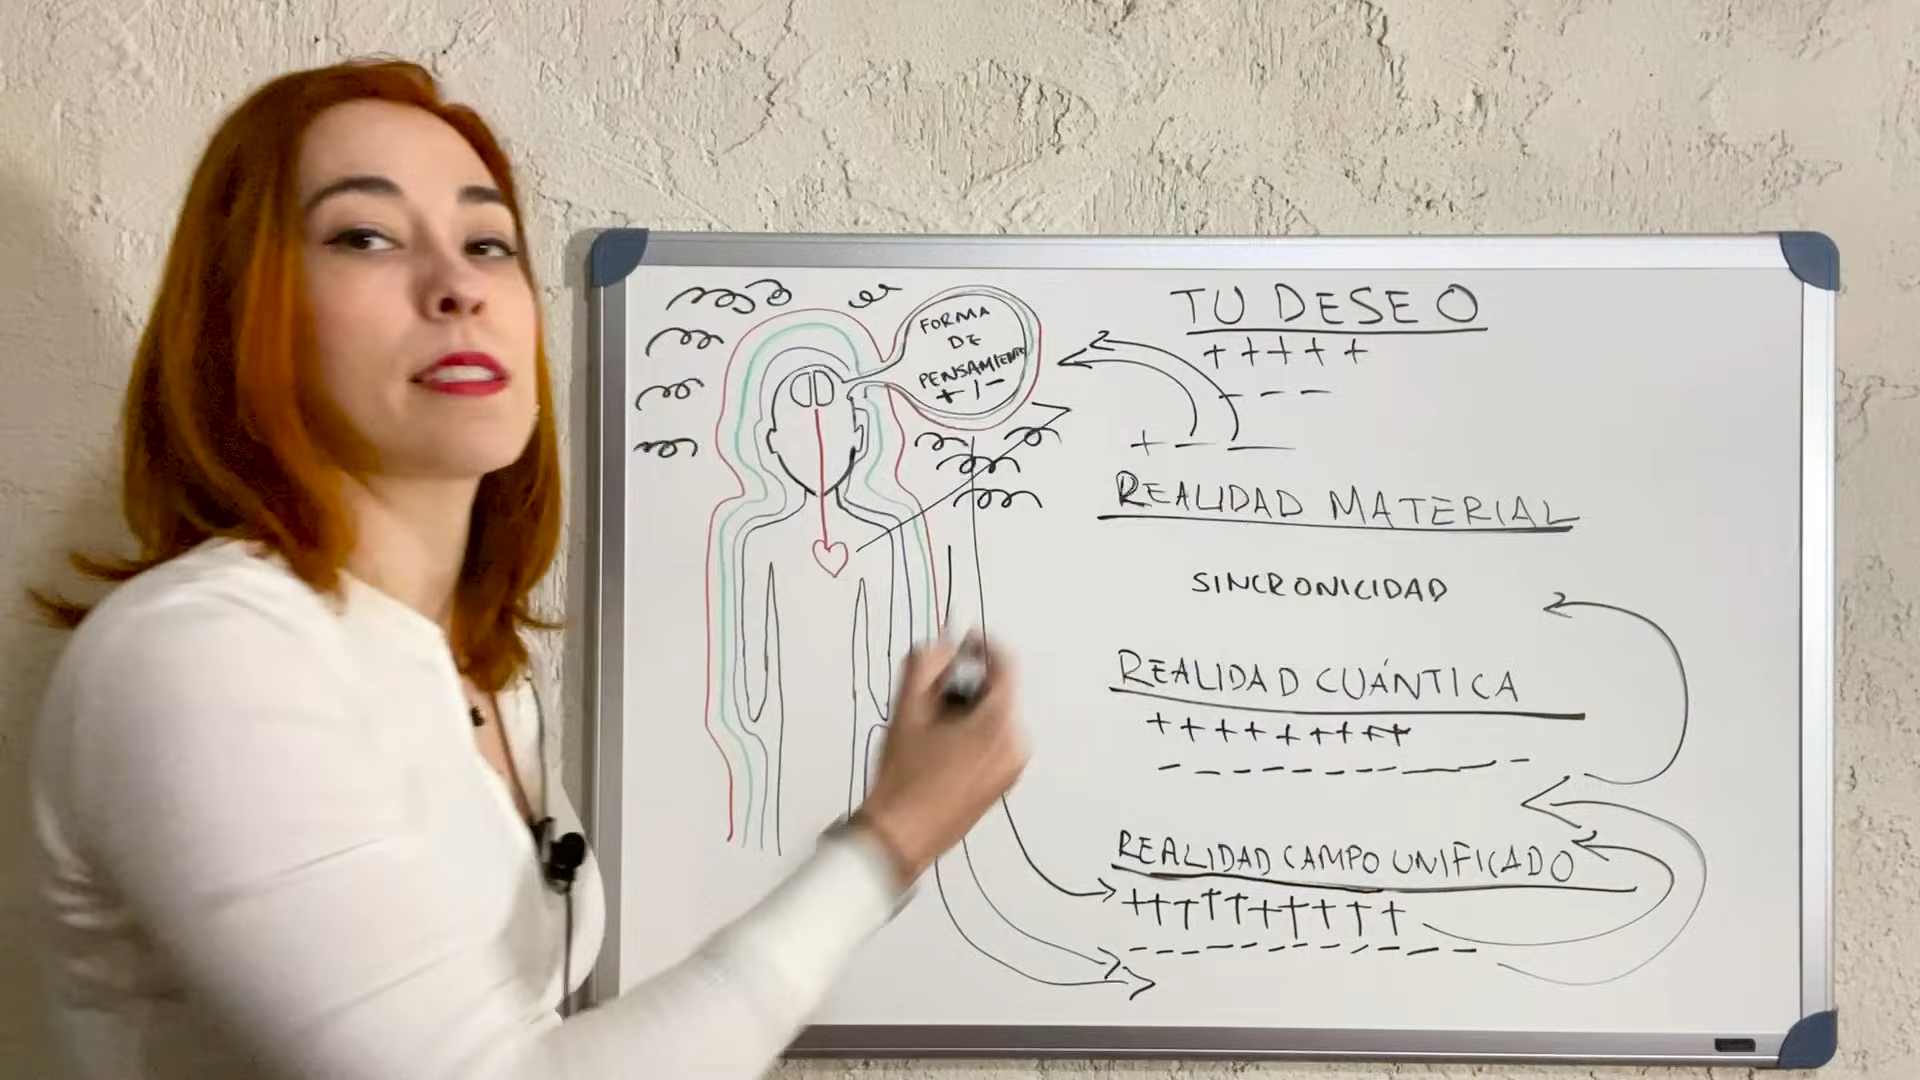 FORMA
DE
PENSAMIENTO
+ / -
TU DESEO
+ + + + +
- - - -
+ - -
REALIDAD MATERIAL
SINCRONICIDAD
REALIDAD CUÁNTICA
+ + + + + + + + +
- - - - - - - - - -
REALIDAD CAMPO UNIFICADO
+ + + + + + + + + +
- - - - - - - - - - -